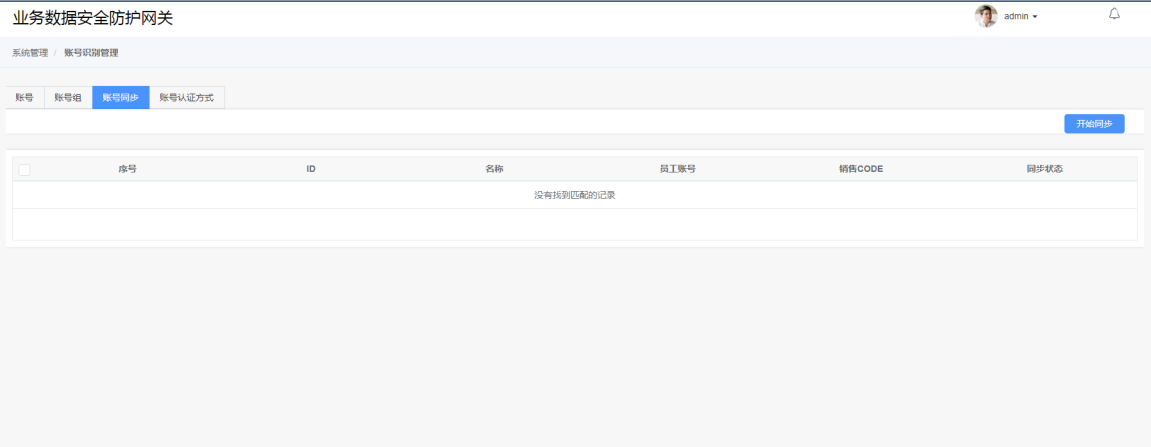 业务数据安全防护网关
admin
系统管理 / 账号识别管理
账号 账号组 账号同步 账号认证方式
开始同步
序号 ID 名称 员工账号 销售CODE 同步状态
没有找到匹配的记录